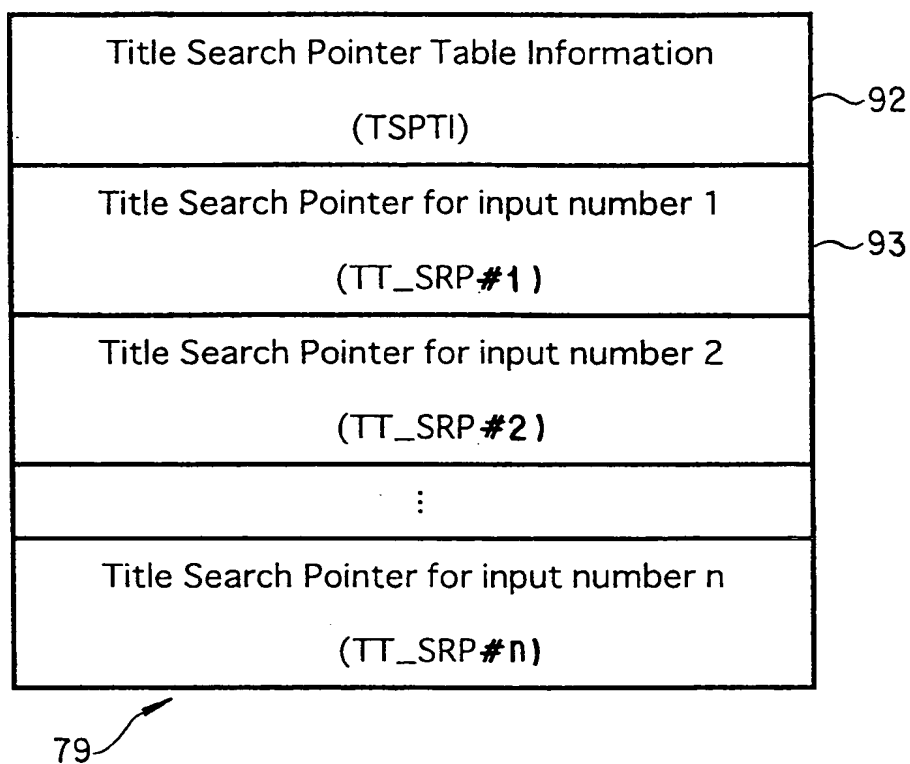 Title Search Pointer Table Information
(TSPTI)
92
Title Search Pointer for input number 1
(TT_SRP#1)
93
Title Search Pointer for input number 2
(TT_SRP#2)
⋮
Title Search Pointer for input number n
(TT_SRP#n)
79